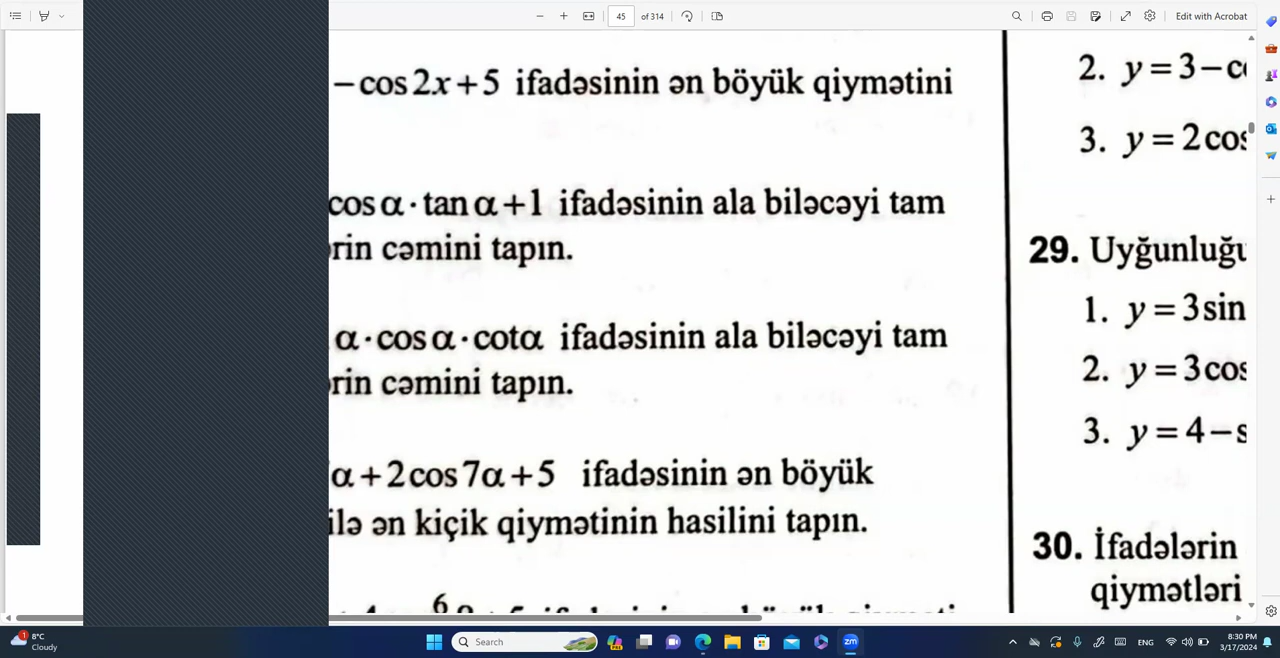 45 of 314
Edit with Acrobat
−cos 2x+5 ifadəsinin ən böyük qiymətini
cos α·tan α+1 ifadəsinin ala biləcəyi tam
rin cəmini tapın.
α·cos α·cotα ifadəsinin ala biləcəyi tam
rin cəmini tapın.
α+2cos 7α+5 ifadəsinin ən böyük
ilə ən kiçik qiymətinin hasilini tapın.
2. y=3−c
3. y=2cos
29. Uyğunluğu
1. y=3sin
2. y=3cos
3. y=4−s
30. İfadələrin
qiymətləri
8°C
Cloudy
Search
ENG
8:30 PM
3/17/2024